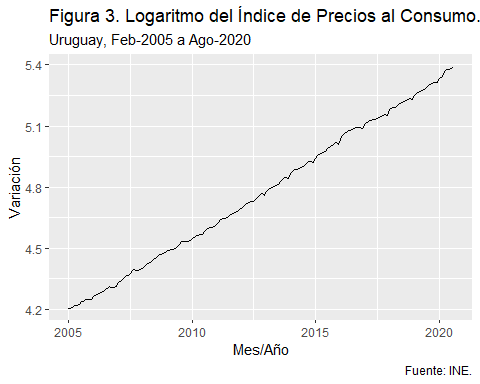 Figura 3. Logaritmo del Índice de Precios al Consumo.
Uruguay, Feb-2005 a Ago-2020
5.4
5.1
4.8
4.5
4.2
Variación
2005 2010 2015 2020
Mes/Año
Fuente: INE.